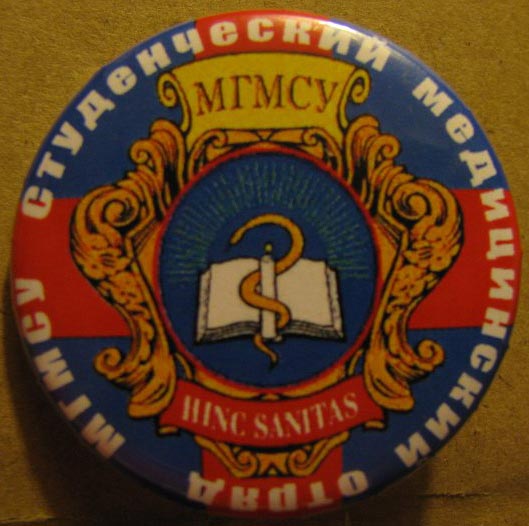 студенческий медицинский отряд МГМСУ
МГМСУ
HINC SANITAS